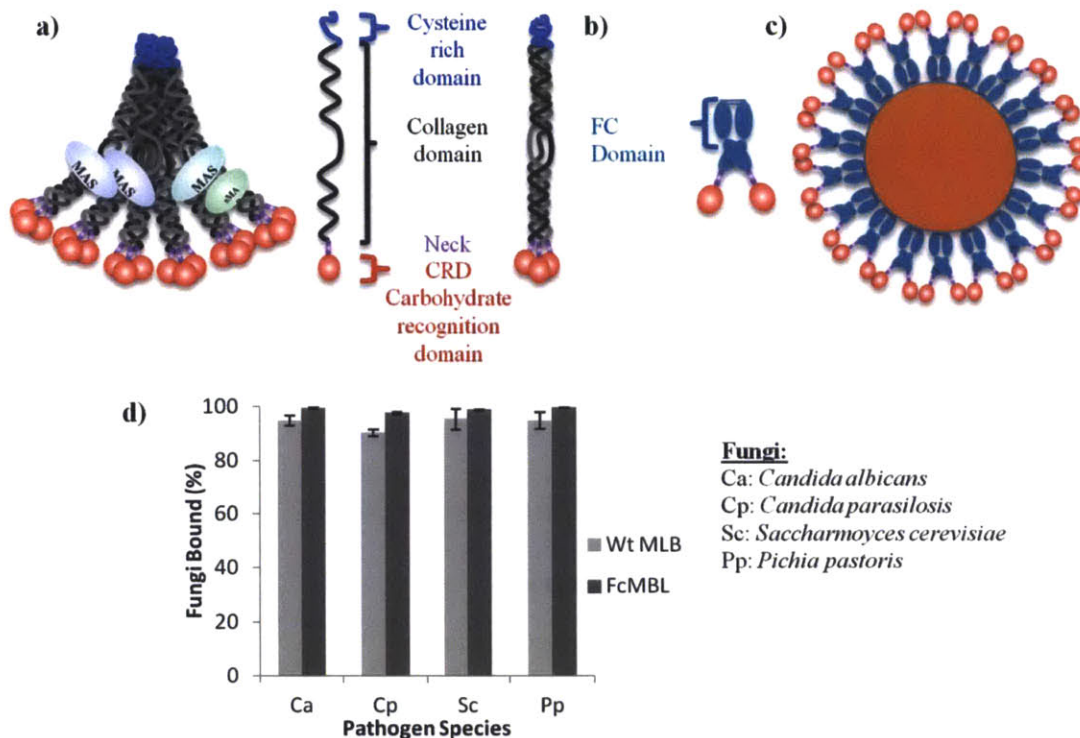 a)
MAS
MAS
MAS
sMA
Cysteine
rich
domain
Collagen
domain
Neck
CRD
Carbohydrate
recognition
domain
b)
FC
Domain
c)
d)
Fungi Bound (%)
100
80
60
40
20
0
Ca
Cp
Sc
Pp
Pathogen Species
Wt MLB
FcMBL
Fungi:
Ca: Candida albicans
Cp: Candida parasilosis
Sc: Saccharmoyces cerevisiae
Pp: Pichia pastoris